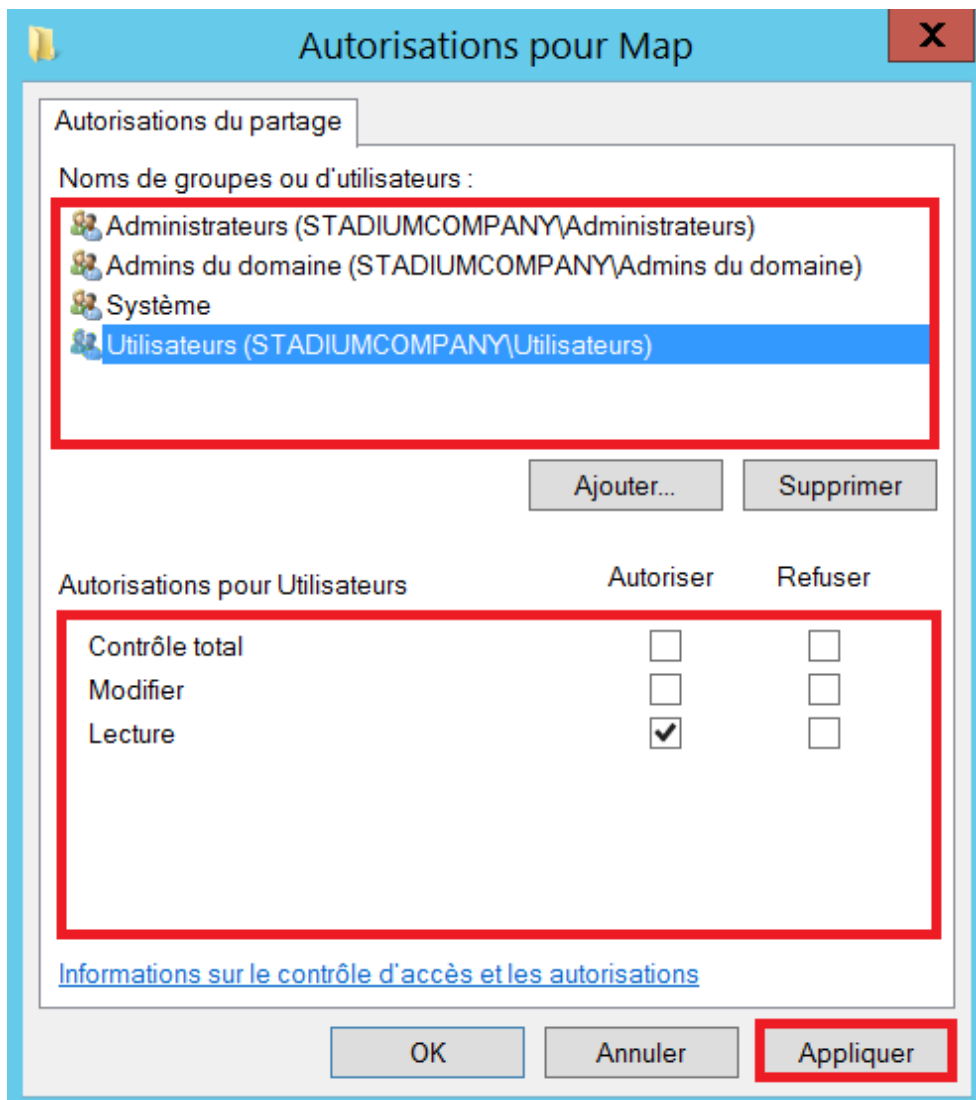 Autorisations pour Map
X
Autorisations du partage
Noms de groupes ou d'utilisateurs :
Administrateurs (STADIUMCOMPANY\Administrateurs)
Admins du domaine (STADIUMCOMPANY\Admins du domaine)
Système
Utilisateurs (STADIUMCOMPANY\Utilisateurs)
Ajouter... Supprimer
Autorisations pour Utilisateurs Autoriser Refuser
Contrôle total
Modifier
Lecture
Informations sur le contrôle d'accès et les autorisations
OK Annuler Appliquer